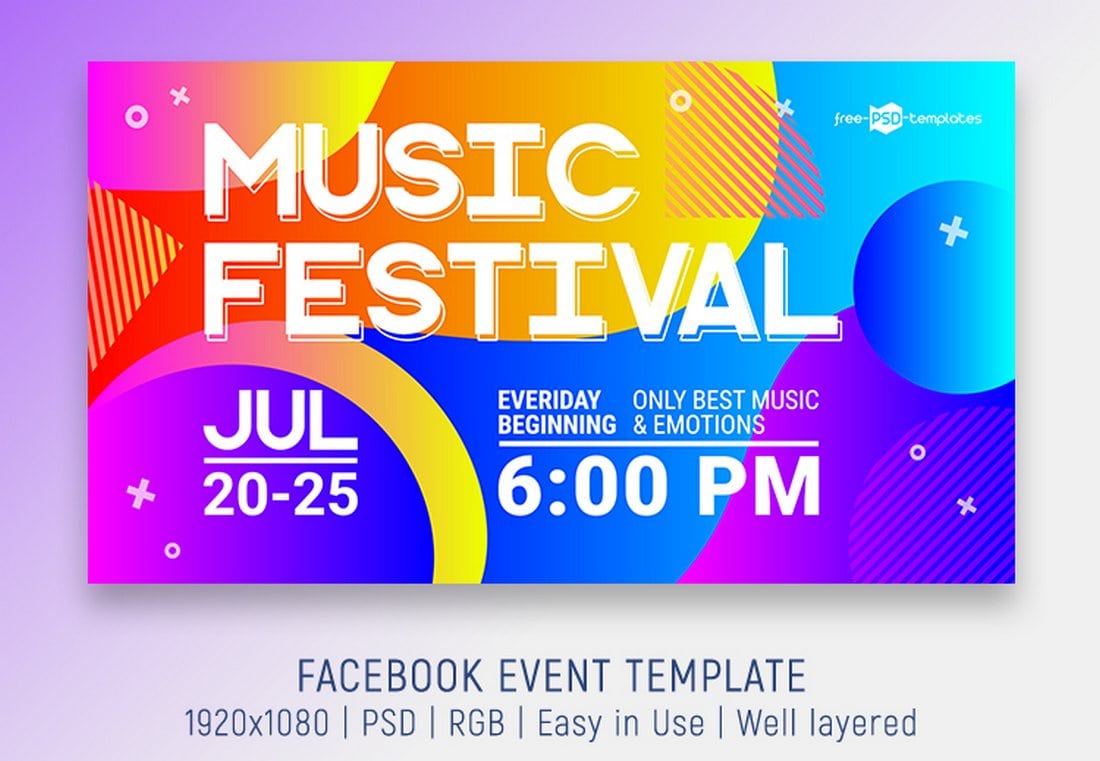 free-PSD-templates
MUSIC
FESTIVAL
JUL
20-25
EVERIDAY
BEGINNING
ONLY BEST MUSIC
& EMOTIONS
6:00 PM
FACEBOOK EVENT TEMPLATE
1920x1080 | PSD | RGB | Easy in Use | Well layered